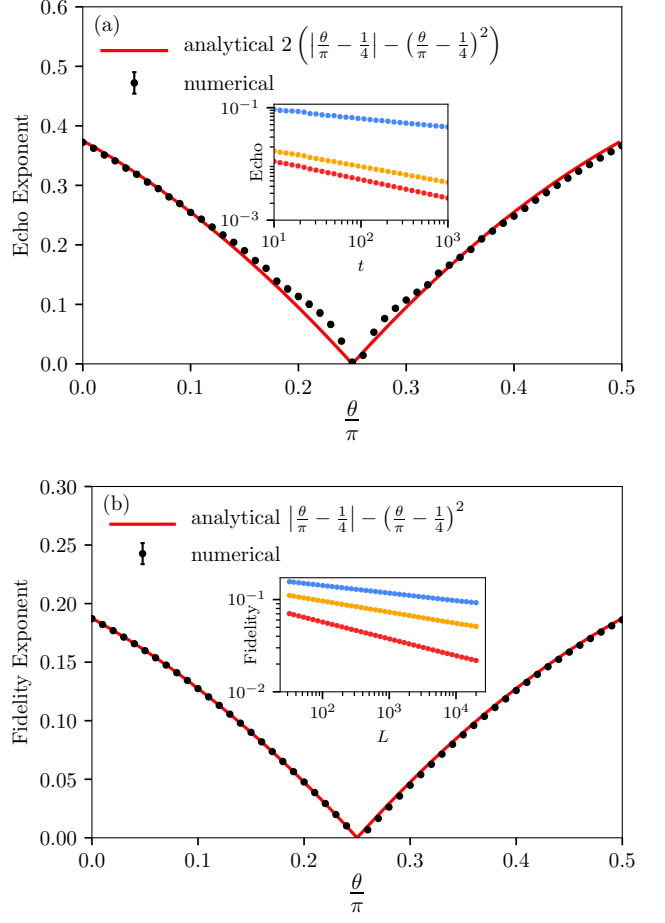 (a)
analytical 2 (|θ/π − 1/4| − (θ/π − 1/4)²)
numerical
Echo Exponent
0.6
0.5
0.4
0.3
0.2
0.1
0.0
Echo
10⁻¹
10⁻³
10¹
10²
10³
t
0.0 0.1 0.2 0.3 0.4 0.5
θ/π
(b)
analytical |θ/π − 1/4| − (θ/π − 1/4)²
numerical
Fidelity Exponent
0.30
0.25
0.20
0.15
0.10
0.05
0.00
Fidelity
10⁻¹
10⁻²
10²
10³
10⁴
L
0.0 0.1 0.2 0.3 0.4 0.5
θ/π